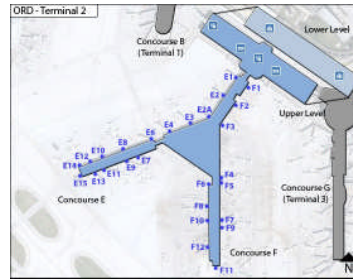 ORD - Terminal 2
Lower Level
Concourse B
(Terminal 1)
E1
F1
E2
F2
Upper Level
E2A
E3
F3
E4
E6
E8
E7
E10
E9
E12
E11
E14
E13
E15
Concourse E
F4
F5
F6
Concourse G
(Terminal 3)
F8
F7
F10
F9
F12
Concourse F
F11
N